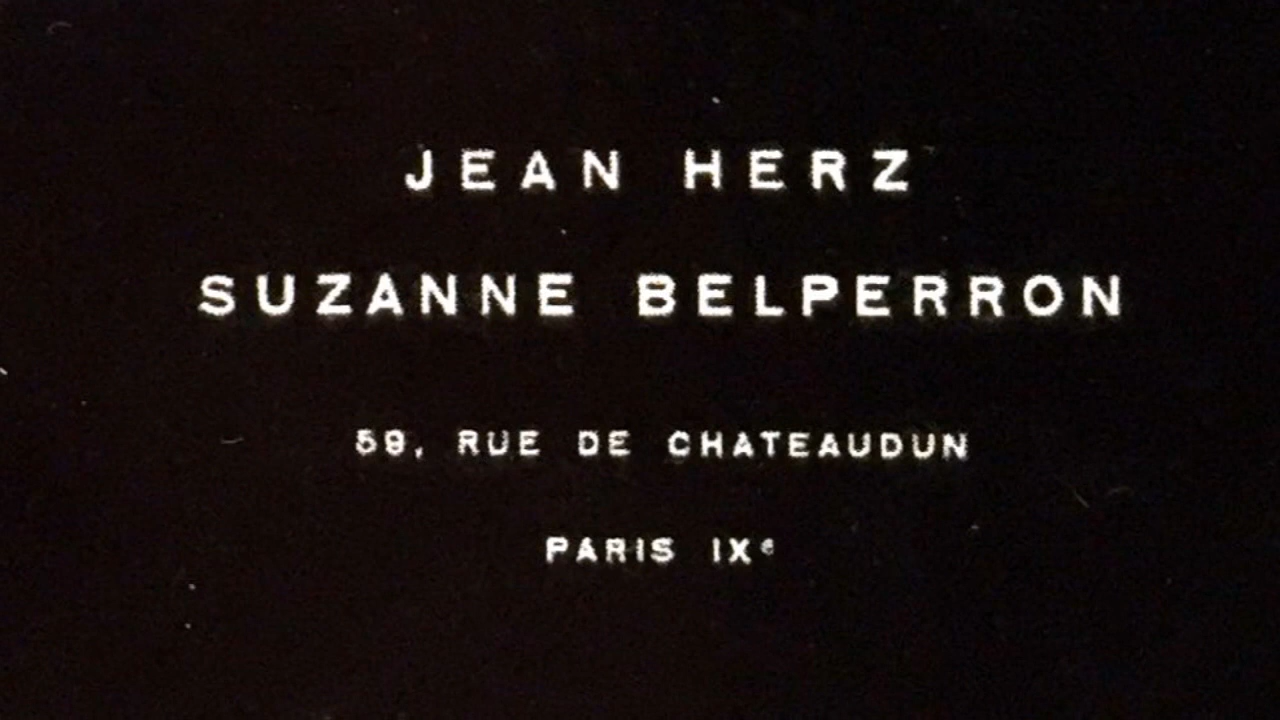 JEAN HERZ
SUZANNE BELPERRON
59, RUE DE CHATEAUDUN
PARIS IXᵉ